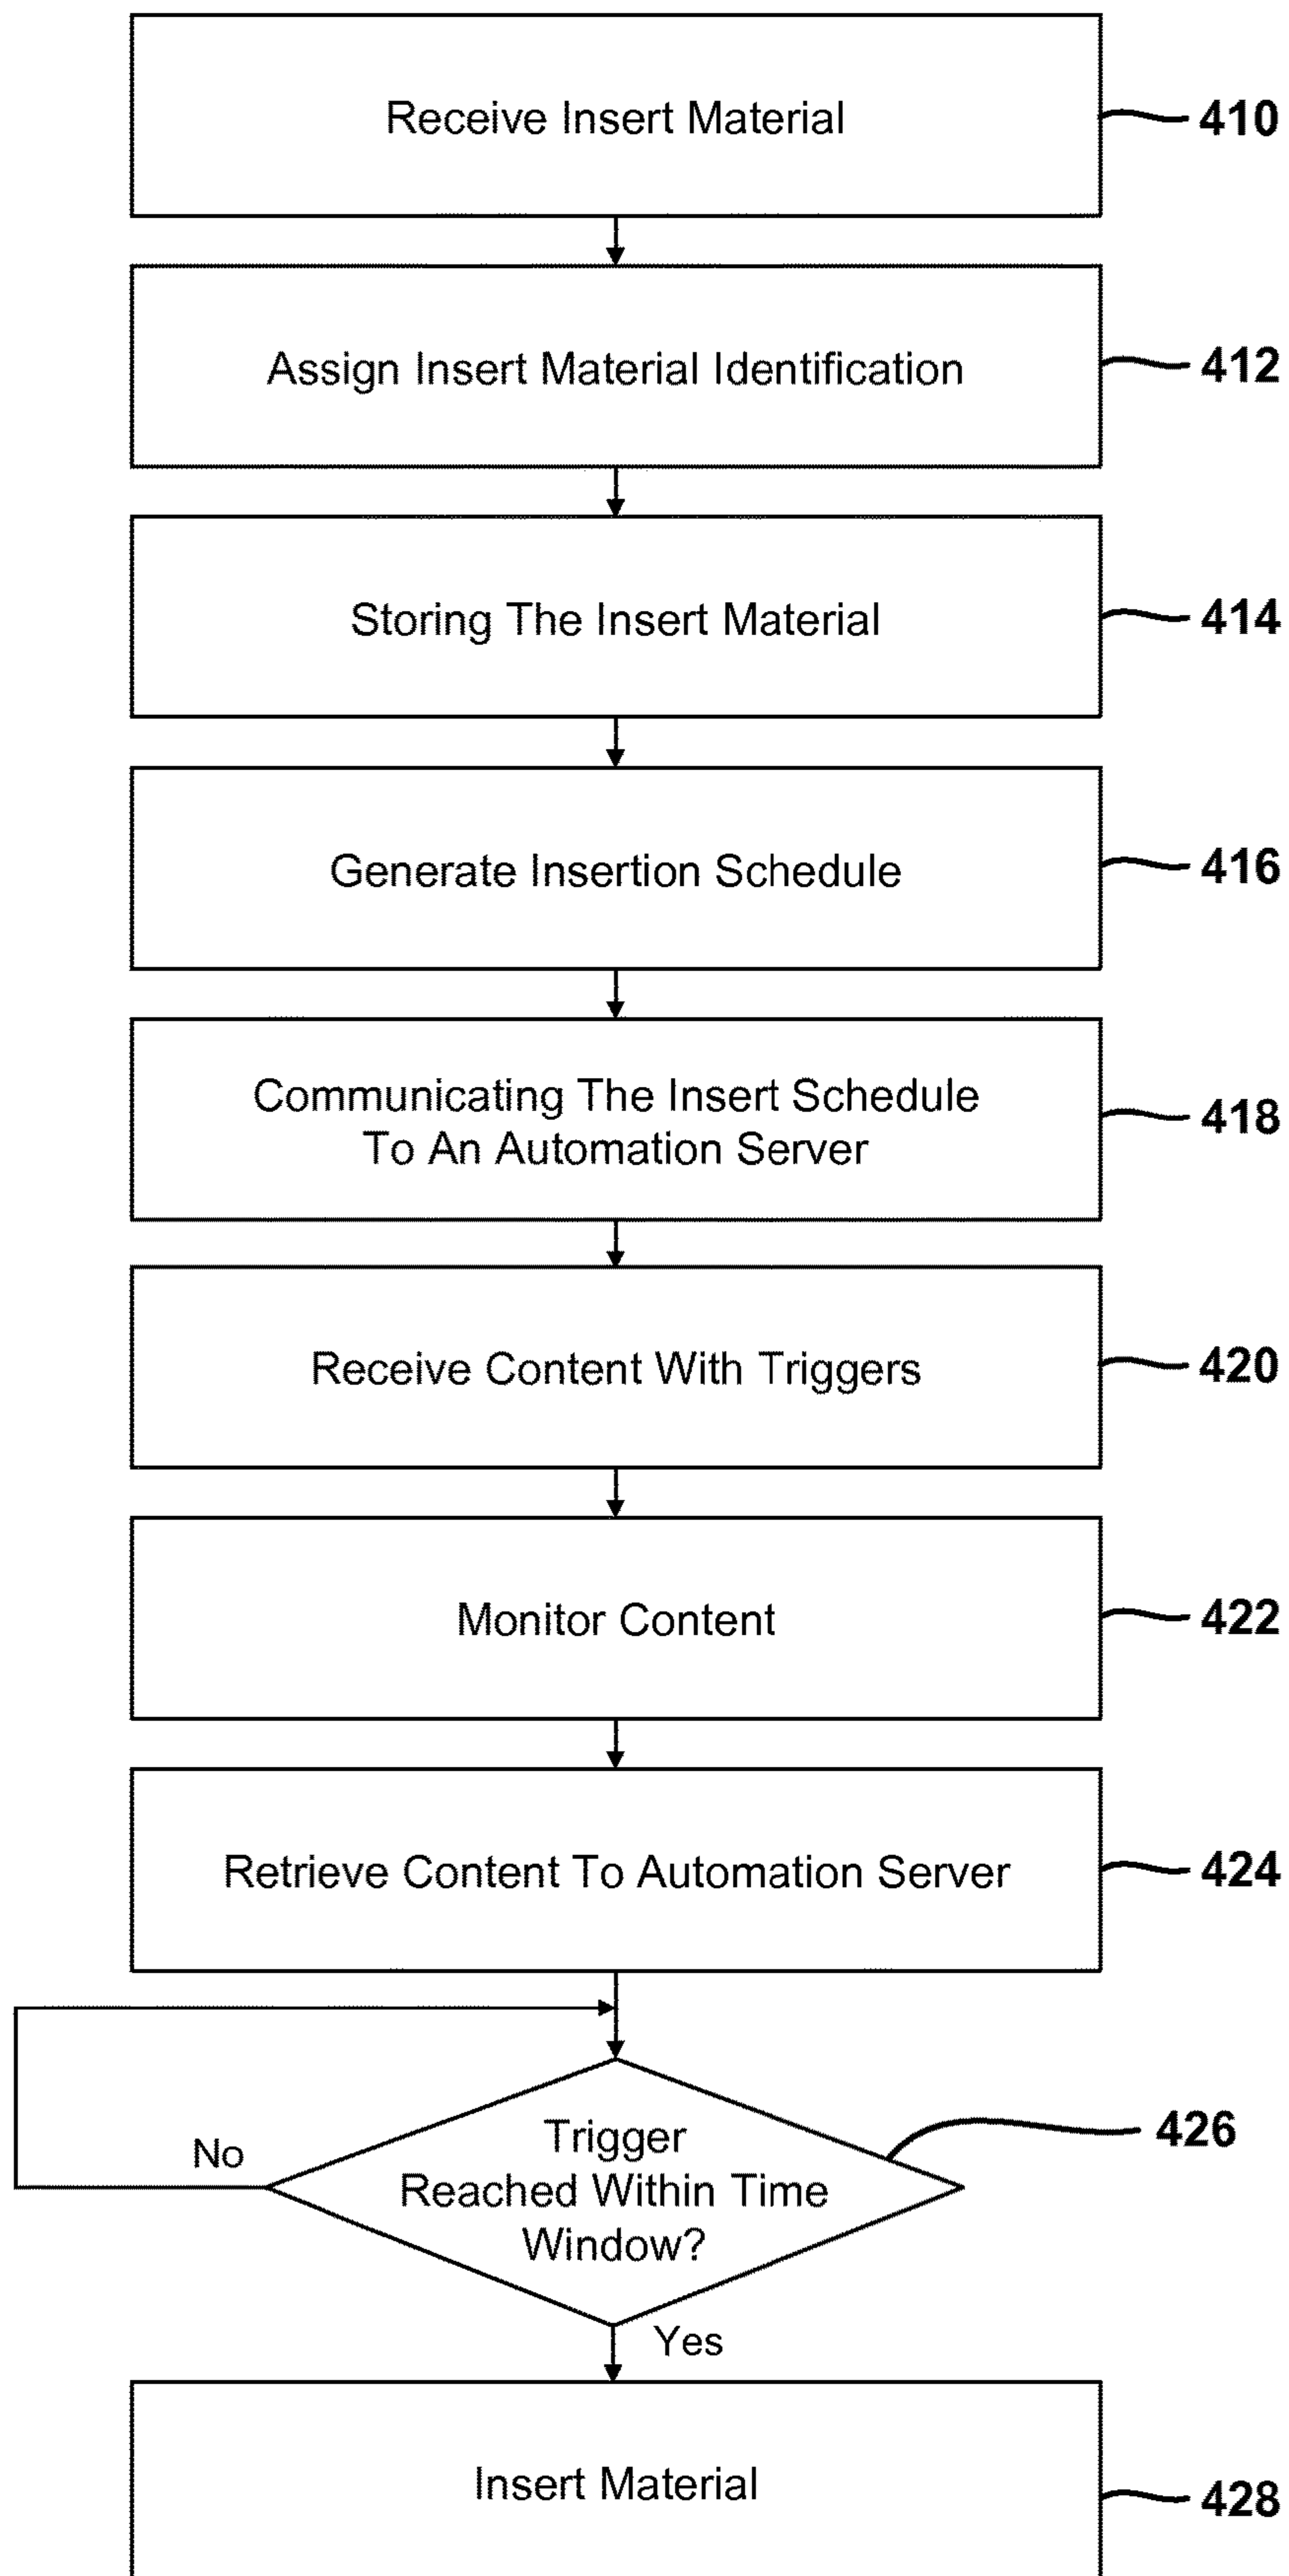 Receive Insert Material
410
Assign Insert Material Identification
412
Storing The Insert Material
414
Generate Insertion Schedule
416
Communicating The Insert Schedule
To An Automation Server
418
Receive Content With Triggers
420
Monitor Content
422
Retrieve Content To Automation Server
424
Trigger
Reached Within Time
Window?
426
No
Yes
Insert Material
428